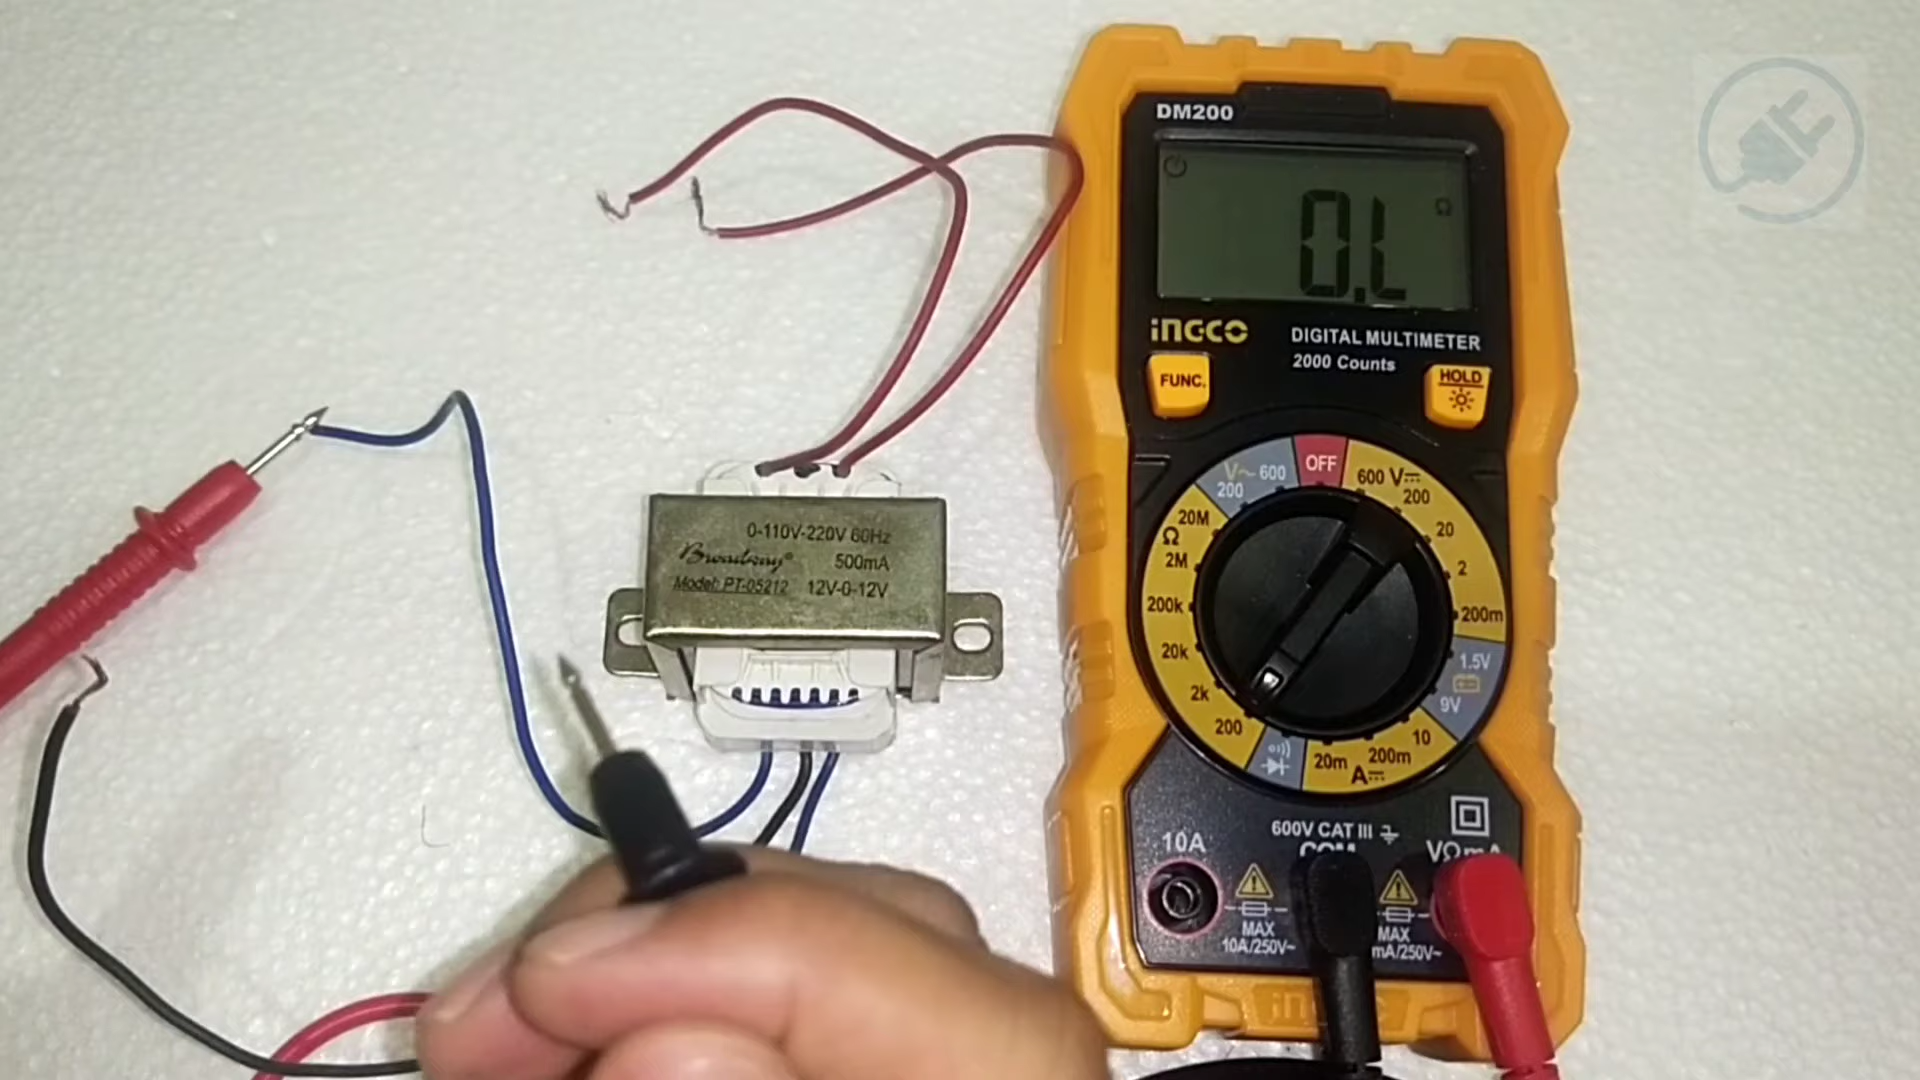 DM200
O.L
Ω
iNGCO
DIGITAL MULTIMETER
2000 Counts
FUNC.
HOLD
OFF
V~ 600
200
600 V
200
20
2
200m
1.5V
9V
10
200m
20m
A
20M
Ω
2M
200k
20k
2k
200
0-110V-220V 60Hz
Broadway®
500mA
Model: PT-05212
12V-0-12V
10A
600V CAT III
COM
VΩmA
MAX
10A/250V~
MAX
mA/250V~